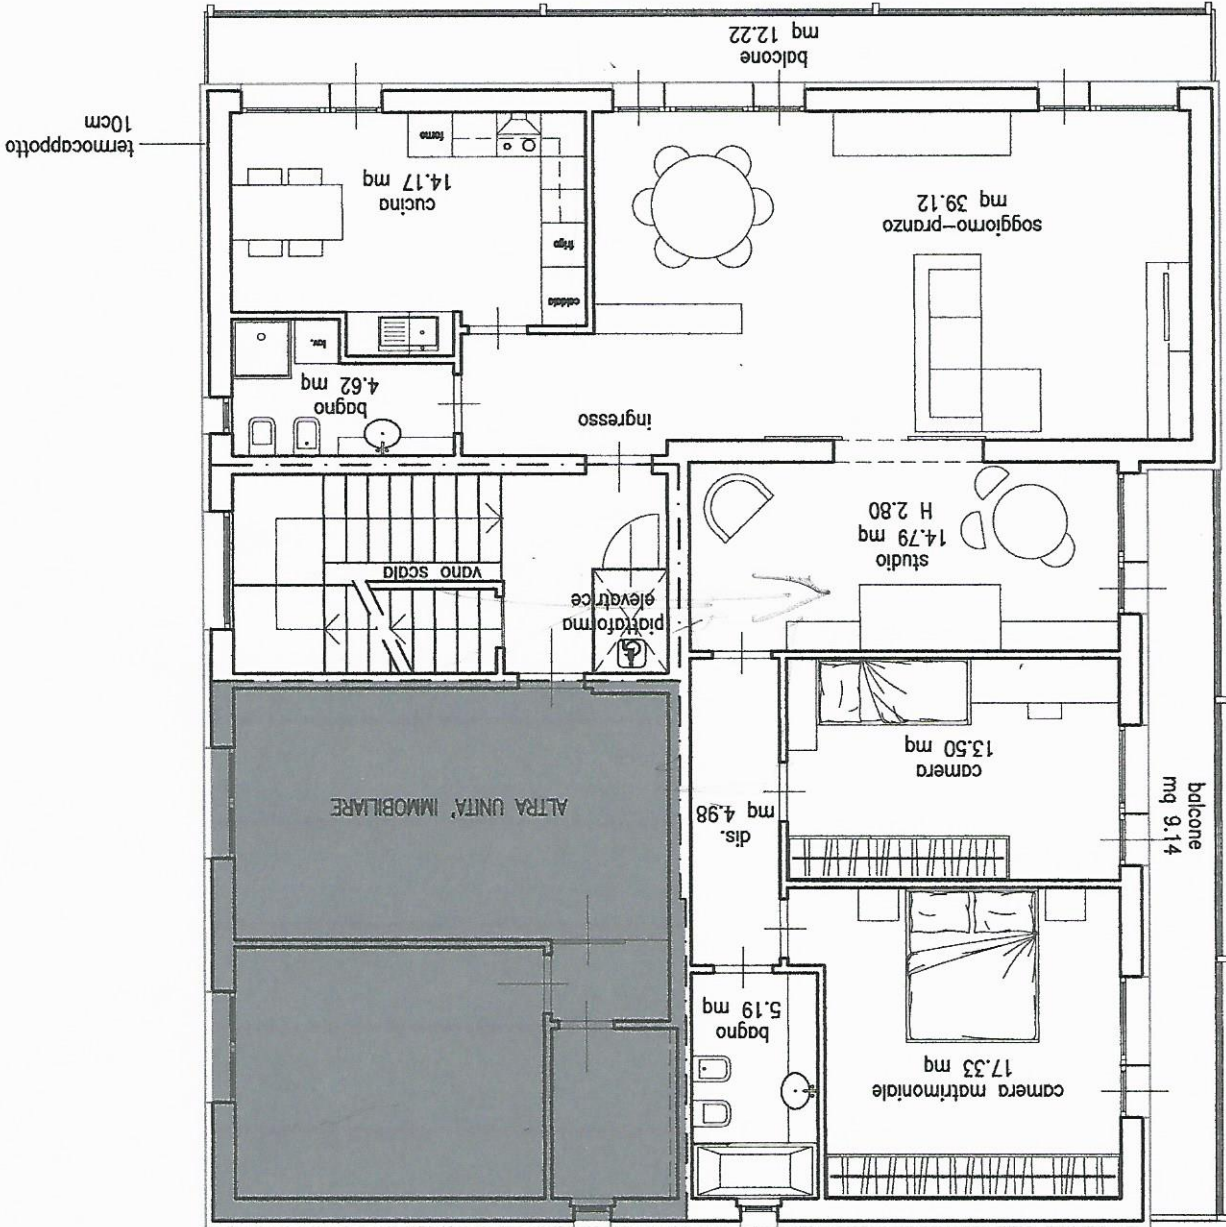 camera matrimoniale
17.33 mq
bagno
5.19 mq
balcone
mq 9.14
camera
13.50 mq
dis.
mq 4.98
ALTRA UNITA' IMMOBILIARE
piattaforma
elevatrice
vano scala
studio
14.79 mq
H 2.80
ingresso
bagno
4.62 mq
lav.
caldaia
frigo
forno
soggiorno-pranzo
mq 39.12
cucina
14.17 mq
termocappotto
10cm
balcone
mq 12.22